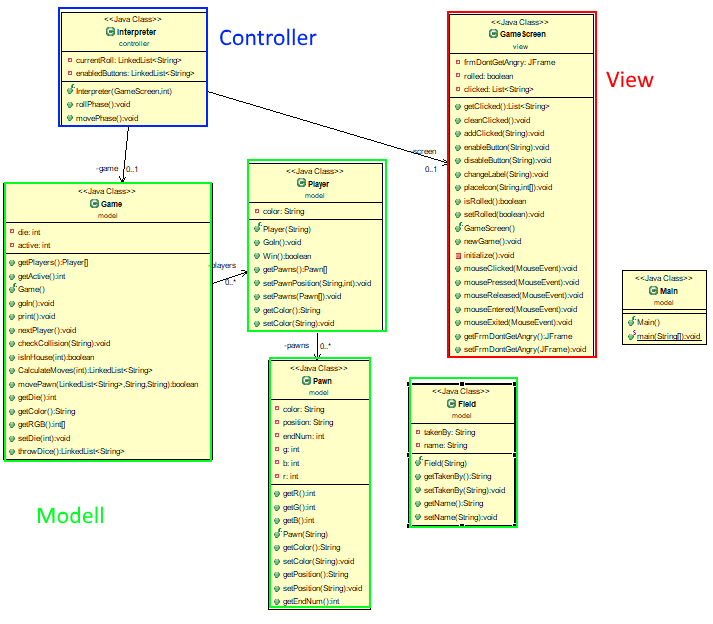 <<Java Class>>
Interpreter
controller
currentRoll: LinkedList<String>
enabledButtons: LinkedList<String>
Interpreter(GameScreen,int)
rollPhase():void
movePhase():void
Controller
<<Java Class>>
GameScreen
view
frmDontGetAngry: JFrame
rolled: boolean
clicked: List<String>
getClicked():List<String>
cleanClicked():void
addClicked(String):void
enableButton(String):void
disableButton(String):void
changeLabel(String):void
placeIcon(String,int[]):void
isRolled():boolean
setRolled(boolean):void
GameScreen()
newGame():void
initialize():void
mouseClicked(MouseEvent):void
mousePressed(MouseEvent):void
mouseReleased(MouseEvent):void
mouseEntered(MouseEvent):void
mouseExited(MouseEvent):void
getFrmDontGetAngry():JFrame
setFrmDontGetAngry(JFrame):void
View
-screen
0..1
-game 0..1
<<Java Class>>
Game
model
die: int
active: int
getPlayers():Player[]
getActive():int
Game()
goIn():void
print():void
nextPlayer():void
checkCollision(String):void
isInHouse(int):boolean
CalculateMoves(int):LinkedList<String>
movePawn(LinkedList<String>,String,String):boolean
getDie():int
getColor():String
getRGB():int[]
setDie(int):void
throwDice():LinkedList<String>
-players
0..*
<<Java Class>>
Player
model
color: String
Player(String)
GoIn():void
Win():boolean
getPawns():Pawn[]
setPawnPosition(String,int):void
setPawns(Pawn[]):void
getColor():String
setColor(String):void
-pawns 0..*
<<Java Class>>
Pawn
model
color: String
position: String
endNum: int
g: int
b: int
r: int
getR():int
getG():int
getB():int
Pawn(String)
getColor():String
setColor(String):void
getPosition():String
setPosition(String):void
getEndNum():int
<<Java Class>>
Field
model
takenBy: String
name: String
Field(String)
getTakenBy():String
setTakenBy(String):void
getName():String
setName(String):void
<<Java Class>>
Main
model
Main()
main(String[]):void
Modell